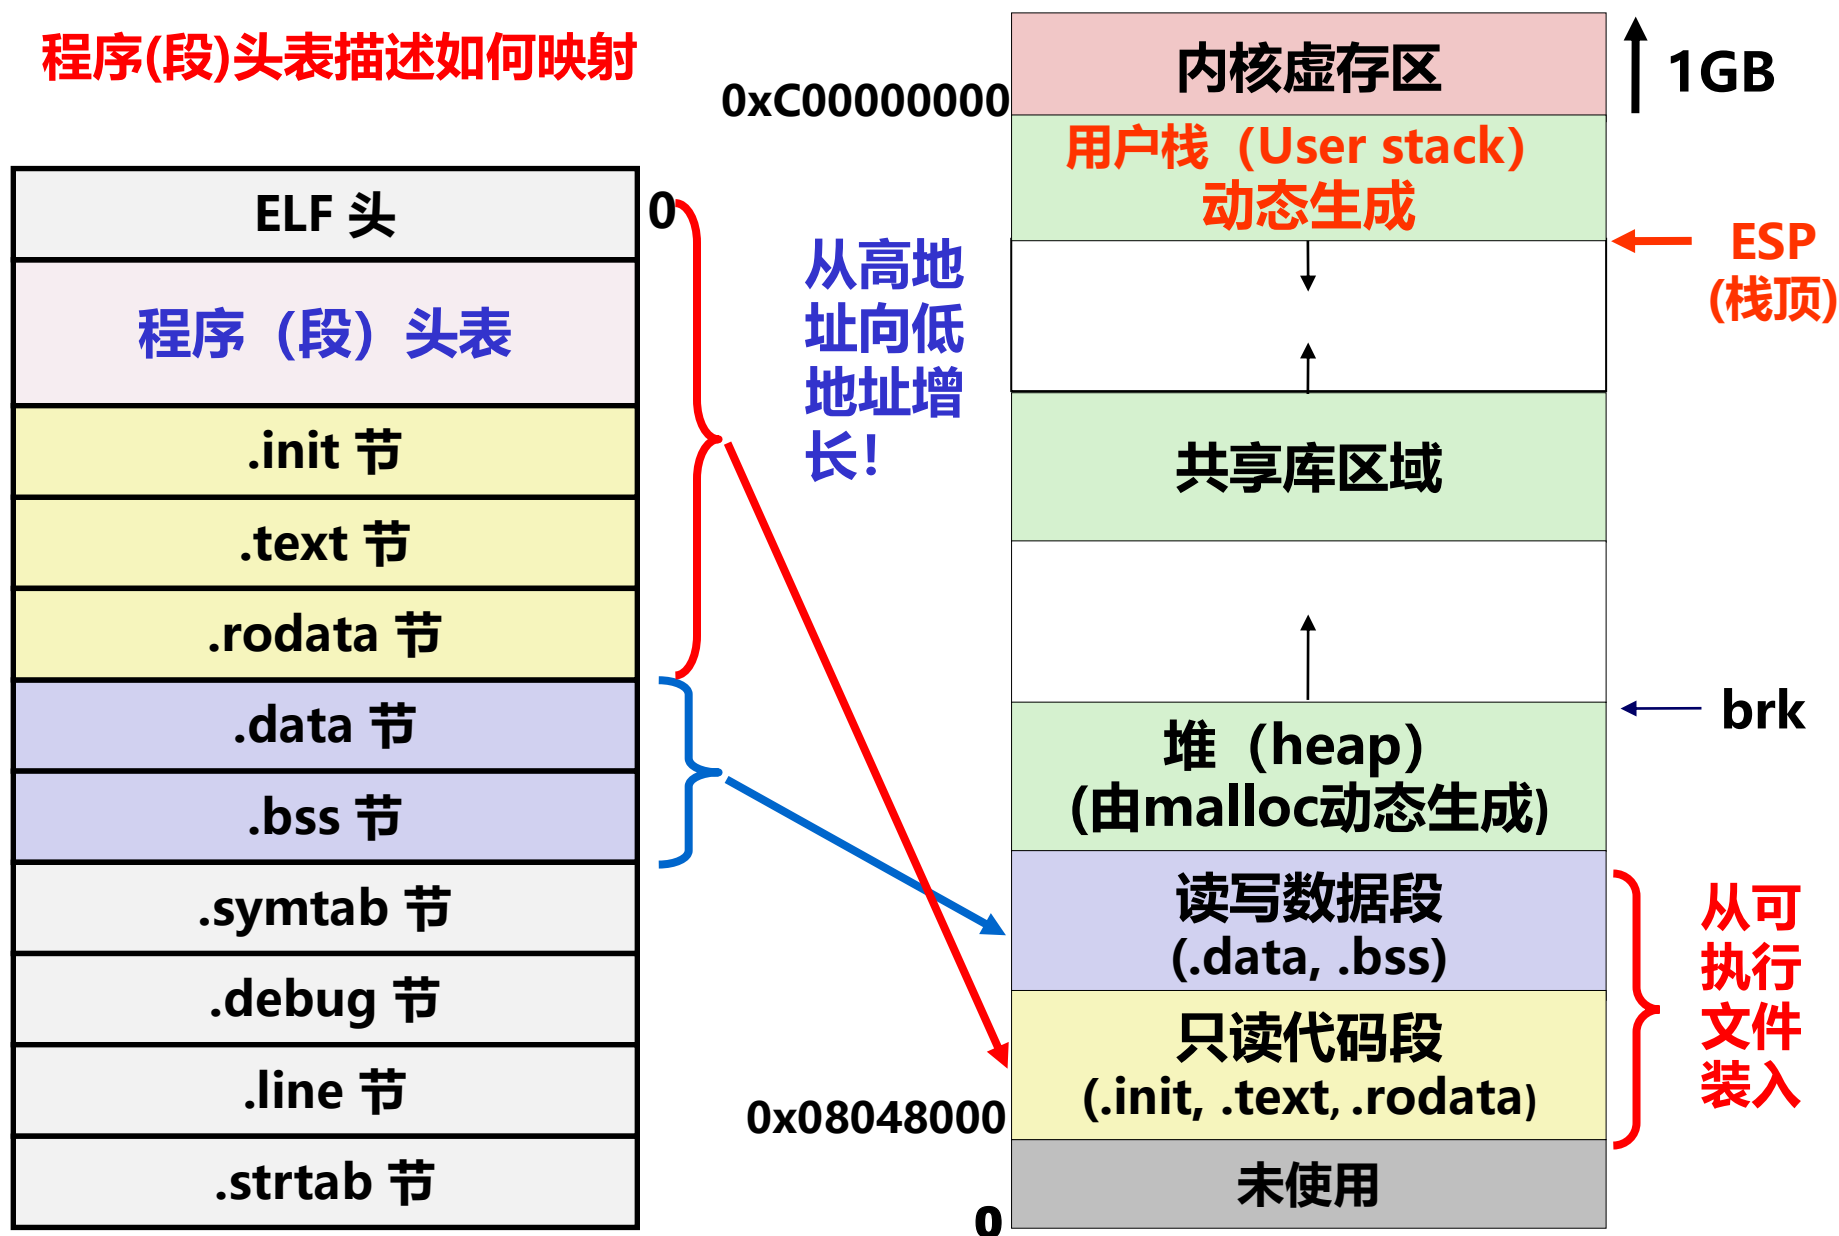 程序(段)头表描述如何映射
ELF 头
程序（段）头表
.init 节
.text 节
.rodata 节
.data 节
.bss 节
.symtab 节
.debug 节
.line 节
.strtab 节
0
从高地
址向低
地址增
长！
0xC00000000
内核虚存区
1GB
用户栈（User stack）
动态生成
ESP
(栈顶)
共享库区域
brk
堆（heap）
(由malloc动态生成)
读写数据段
(.data, .bss)
只读代码段
(.init, .text, .rodata)
从可
执行
文件
装入
0x08048000
未使用
0